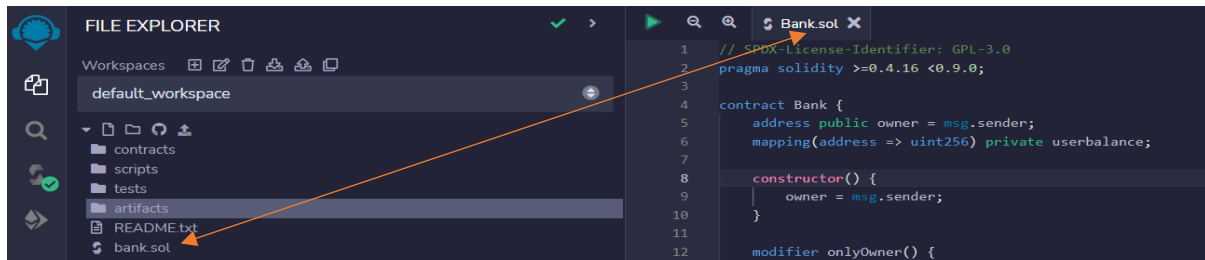 FILE EXPLORER
Workspaces
default_workspace
contracts
scripts
tests
artifacts
README.txt
bank.sol
Bank.sol
1 // SPDX-License-Identifier: GPL-3.0
2 pragma solidity >=0.4.16 <0.9.0;
3
4 contract Bank {
5 address public owner = msg.sender;
6 mapping(address => uint256) private userbalance;
7
8 constructor() {
9 owner = msg.sender;
10 }
11
12 modifier onlyOwner() {